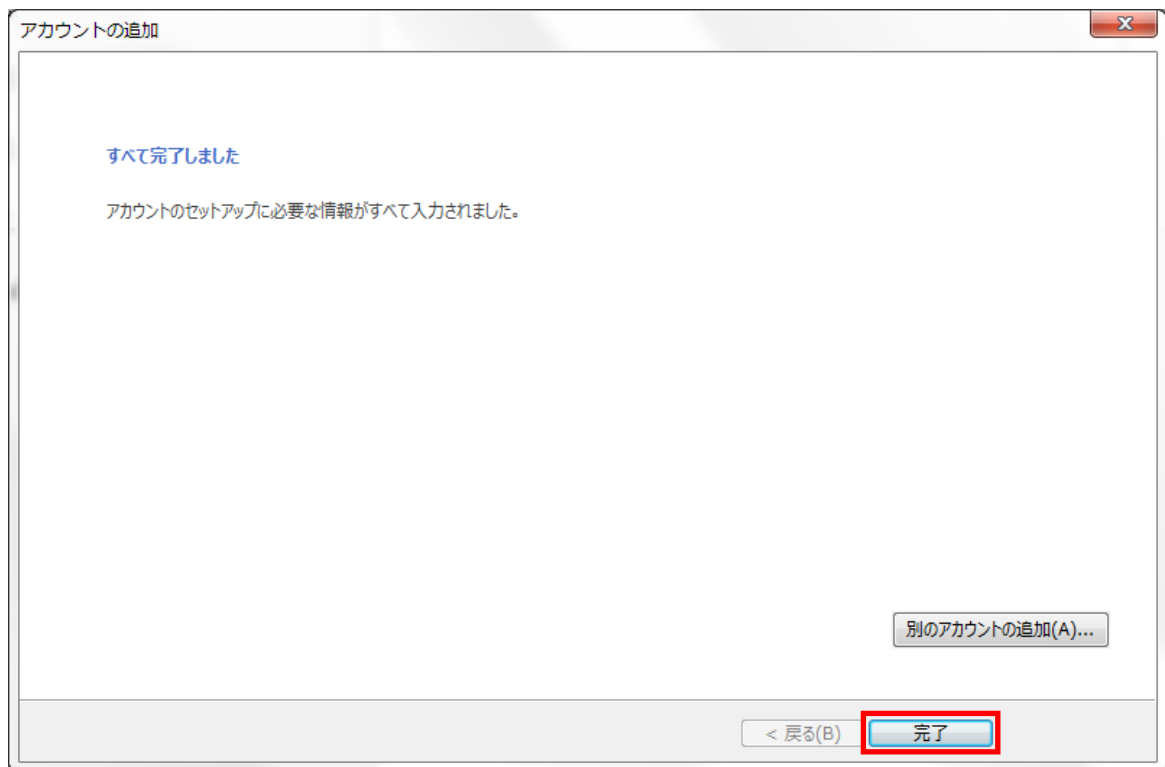 アカウントの追加
X
すべて完了しました
アカウントのセットアップに必要な情報がすべて入力されました。
別のアカウントの追加(A)...
< 戻る(B)
完了